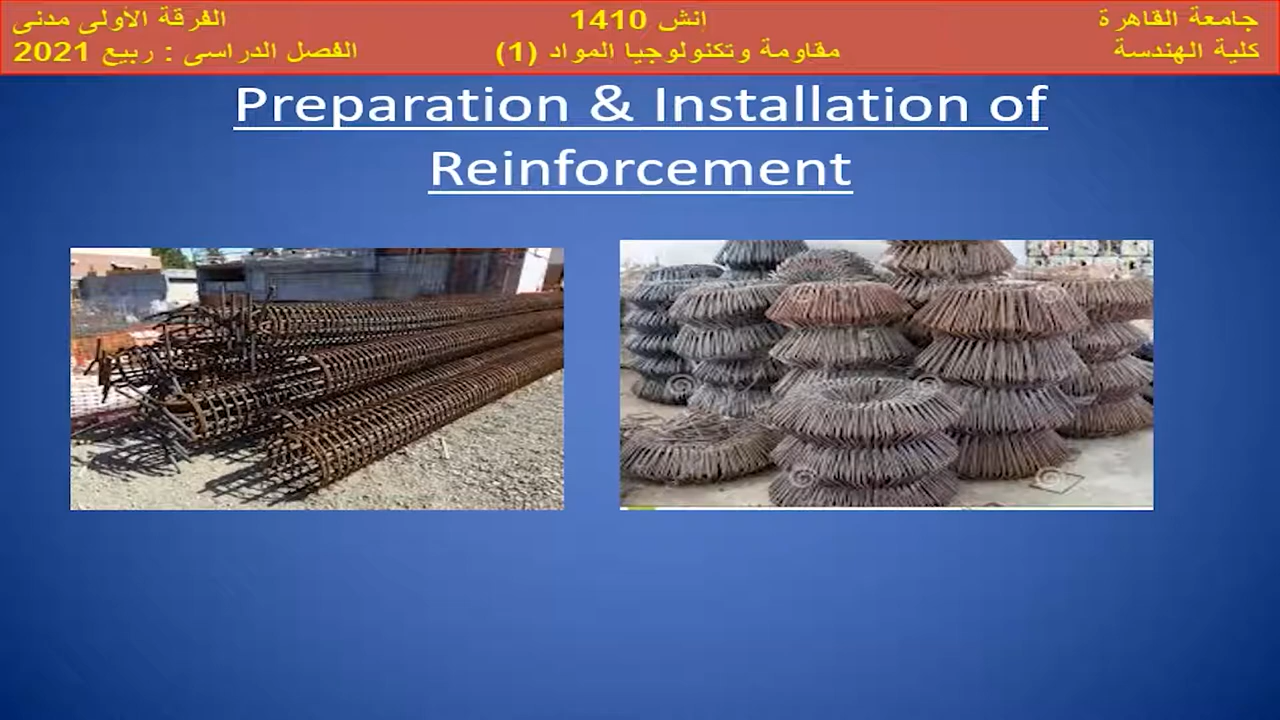 جامعة القاهرة
كلية الهندسة
إنش 1410
مقاومة وتكنولوجيا المواد (1)
الفرقة الأولى مدنى
الفصل الدراسى : ربيع 2021
Preparation & Installation of
Reinforcement